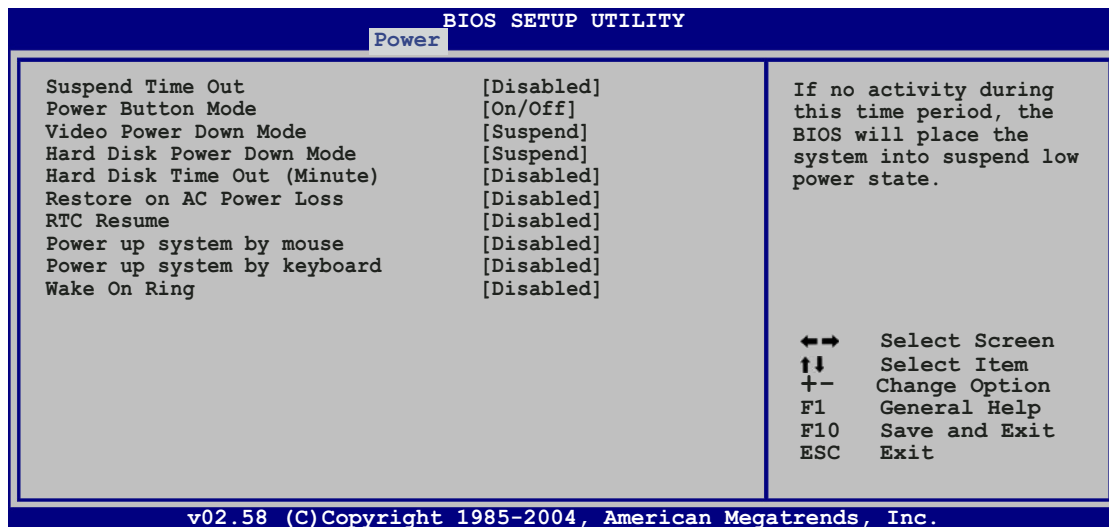 BIOS SETUP UTILITY
Power
Suspend Time Out [Disabled]
Power Button Mode [On/Off]
Video Power Down Mode [Suspend]
Hard Disk Power Down Mode [Suspend]
Hard Disk Time Out (Minute) [Disabled]
Restore on AC Power Loss [Disabled]
RTC Resume [Disabled]
Power up system by mouse [Disabled]
Power up system by keyboard [Disabled]
Wake On Ring [Disabled]
If no activity during
this time period, the
BIOS will place the
system into suspend low
power state.
←→ Select Screen
↑↓ Select Item
+- Change Option
F1 General Help
F10 Save and Exit
ESC Exit
v02.58 (C)Copyright 1985-2004, American Megatrends, Inc.